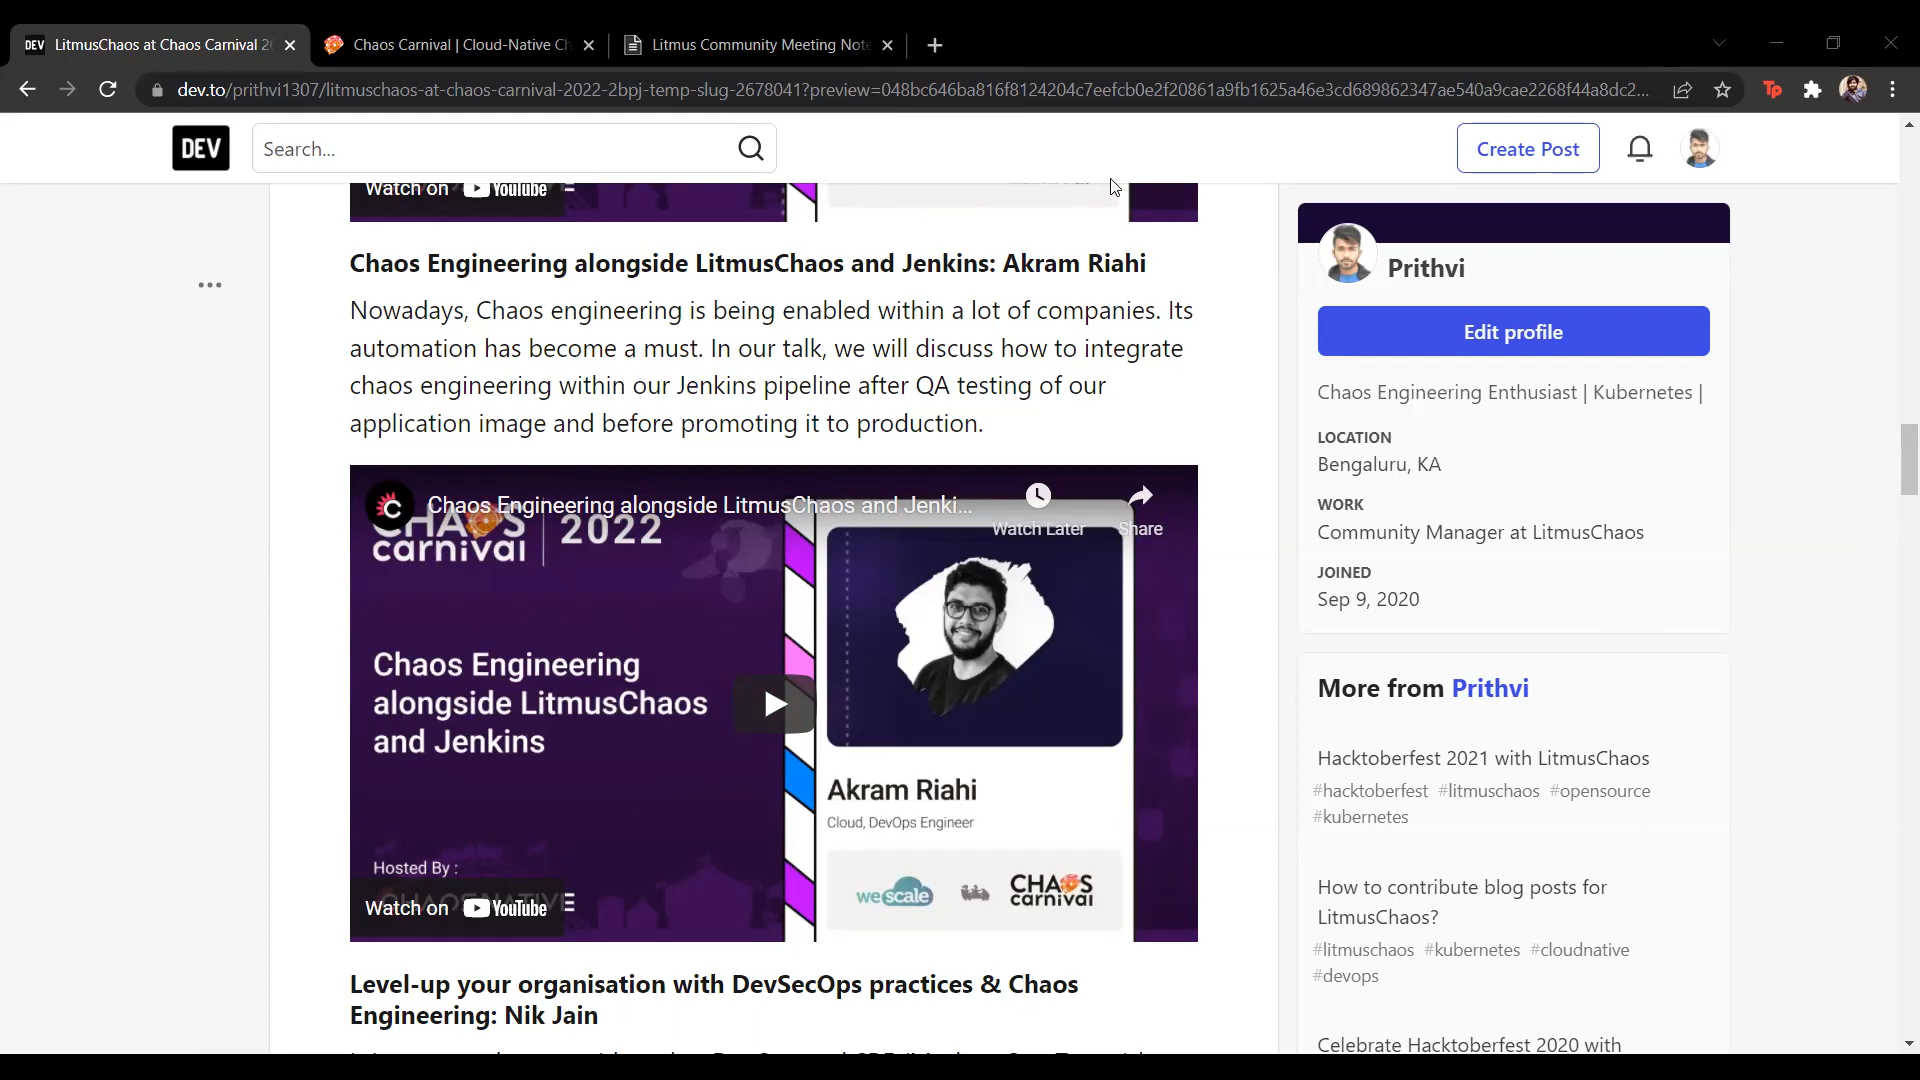 DEV LitmusChaos at Chaos Carnival 2
Chaos Carnival | Cloud-Native Ch
Litmus Community Meeting Note
dev.to/prithvi1307/litmuschaos-at-chaos-carnival-2022-2bpj-temp-slug-2678041?preview=048bc646ba816f8124204c7eefcb0e2f20861a9fb1625a46e3cd689862347ae540a9cae2268f44a8dc2...
Tp
DEV
Search...
Create Post
Watch on YouTube
Chaos Engineering alongside LitmusChaos and Jenkins: Akram Riahi
Nowadays, Chaos engineering is being enabled within a lot of companies. Its
automation has become a must. In our talk, we will discuss how to integrate
chaos engineering within our Jenkins pipeline after QA testing of our
application image and before promoting it to production.
Chaos Engineering alongside LitmusChaos and Jenki...
Watch Later
Share
CHAOS
carnival
2022
Chaos Engineering
alongside LitmusChaos
and Jenkins
Akram Riahi
Cloud, DevOps Engineer
Hosted By :
Watch on YouTube
wescale
CHAOS
carnival
Level-up your organisation with DevSecOps practices & Chaos
Engineering: Nik Jain
Prithvi
Edit profile
Chaos Engineering Enthusiast | Kubernetes |
LOCATION
Bengaluru, KA
WORK
Community Manager at LitmusChaos
JOINED
Sep 9, 2020
More from Prithvi
Hacktoberfest 2021 with LitmusChaos
#hacktoberfest #litmuschaos #opensource
#kubernetes
How to contribute blog posts for
LitmusChaos?
#litmuschaos #kubernetes #cloudnative
#devops
Celebrate Hacktoberfest 2020 with